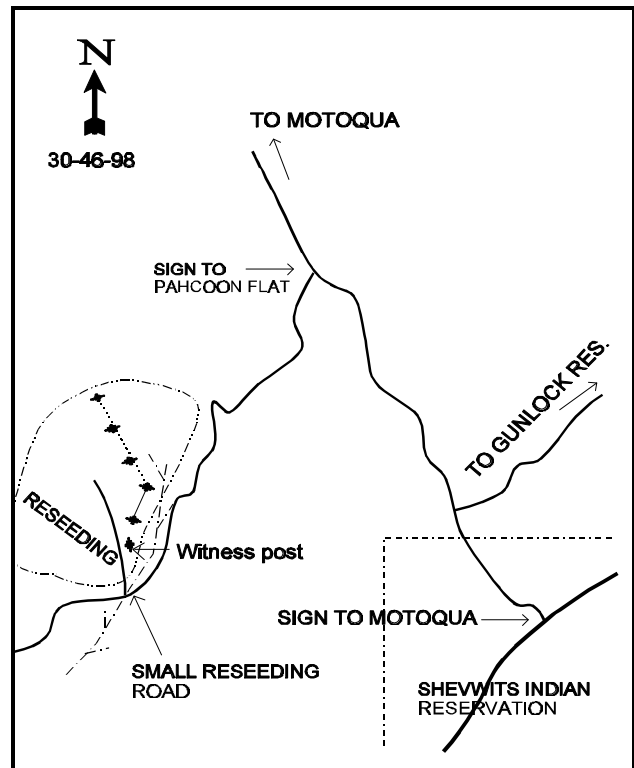 N
30-46-98
TO MOTOQUA
SIGN TO
PAHCOON FLAT
TO GUNLOCK RES.
RESEEDING
Witness post
SIGN TO MOTOQUA
SMALL RESEEDING
ROAD
SHEVWITS INDIAN
RESERVATION